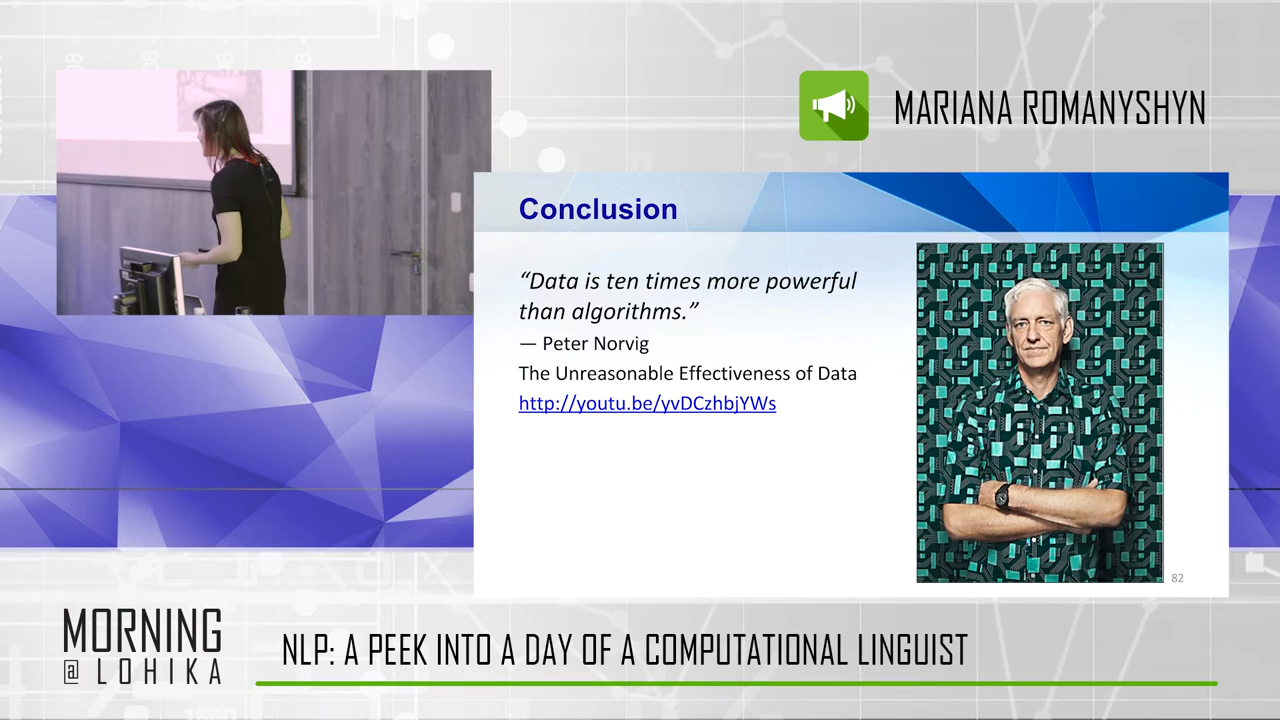 MARIANA ROMANYSHYN
Conclusion
“Data is ten times more powerful
than algorithms.”
— Peter Norvig
The Unreasonable Effectiveness of Data
http://youtu.be/yvDCzhbjYWs
82
MORNING
@ LOHIKA
NLP: A PEEK INTO A DAY OF A COMPUTATIONAL LINGUIST